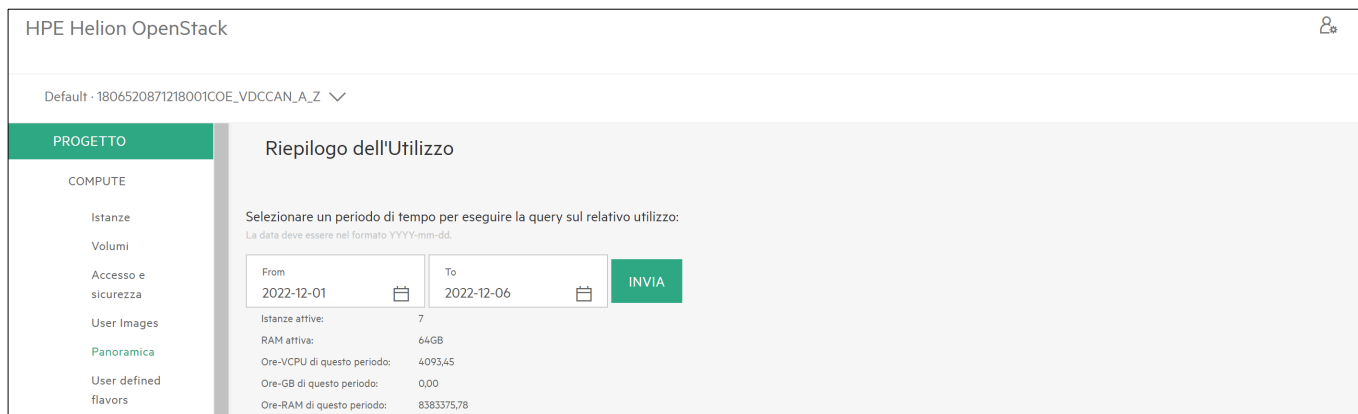 HPE Helion OpenStack
Default · 1806520871218001COE_VDCCAN_A_Z
PROGETTO
COMPUTE
Istanze
Volumi
Accesso e
sicurezza
User Images
Panoramica
User defined
flavors
Riepilogo dell'Utilizzo
Selezionare un periodo di tempo per eseguire la query sul relativo utilizzo:
La data deve essere nel formato YYYY-mm-dd.
From
2022-12-01
To
2022-12-06
INVIA
Istanze attive: 7
RAM attiva: 64GB
Ore-VCPU di questo periodo: 4093,45
Ore-GB di questo periodo: 0,00
Ore-RAM di questo periodo: 8383375,78